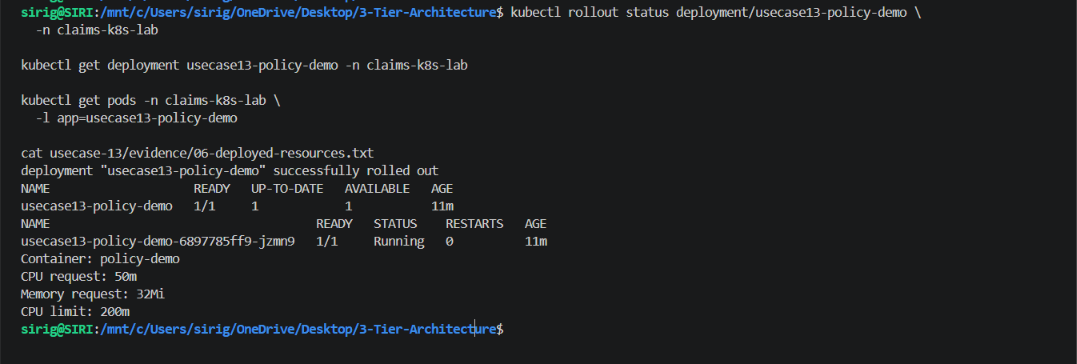 sirig@SIRI:/mnt/c/Users/sirig/OneDrive/Desktop/3-Tier-Architecture$ kubectl rollout status deployment/usecase13-policy-demo \
  -n claims-k8s-lab
kubectl get deployment usecase13-policy-demo -n claims-k8s-lab
kubectl get pods -n claims-k8s-lab \
  -l app=usecase13-policy-demo
cat usecase-13/evidence/06-deployed-resources.txt
deployment "usecase13-policy-demo" successfully rolled out
NAME                    READY   UP-TO-DATE   AVAILABLE   AGE
usecase13-policy-demo   1/1     1            1           11m
NAME                                     READY   STATUS    RESTARTS   AGE
usecase13-policy-demo-6897785ff9-jzmn9   1/1     Running   0          11m
Container: policy-demo
CPU request: 50m
Memory request: 32Mi
CPU limit: 200m
sirig@SIRI:/mnt/c/Users/sirig/OneDrive/Desktop/3-Tier-Architecture$